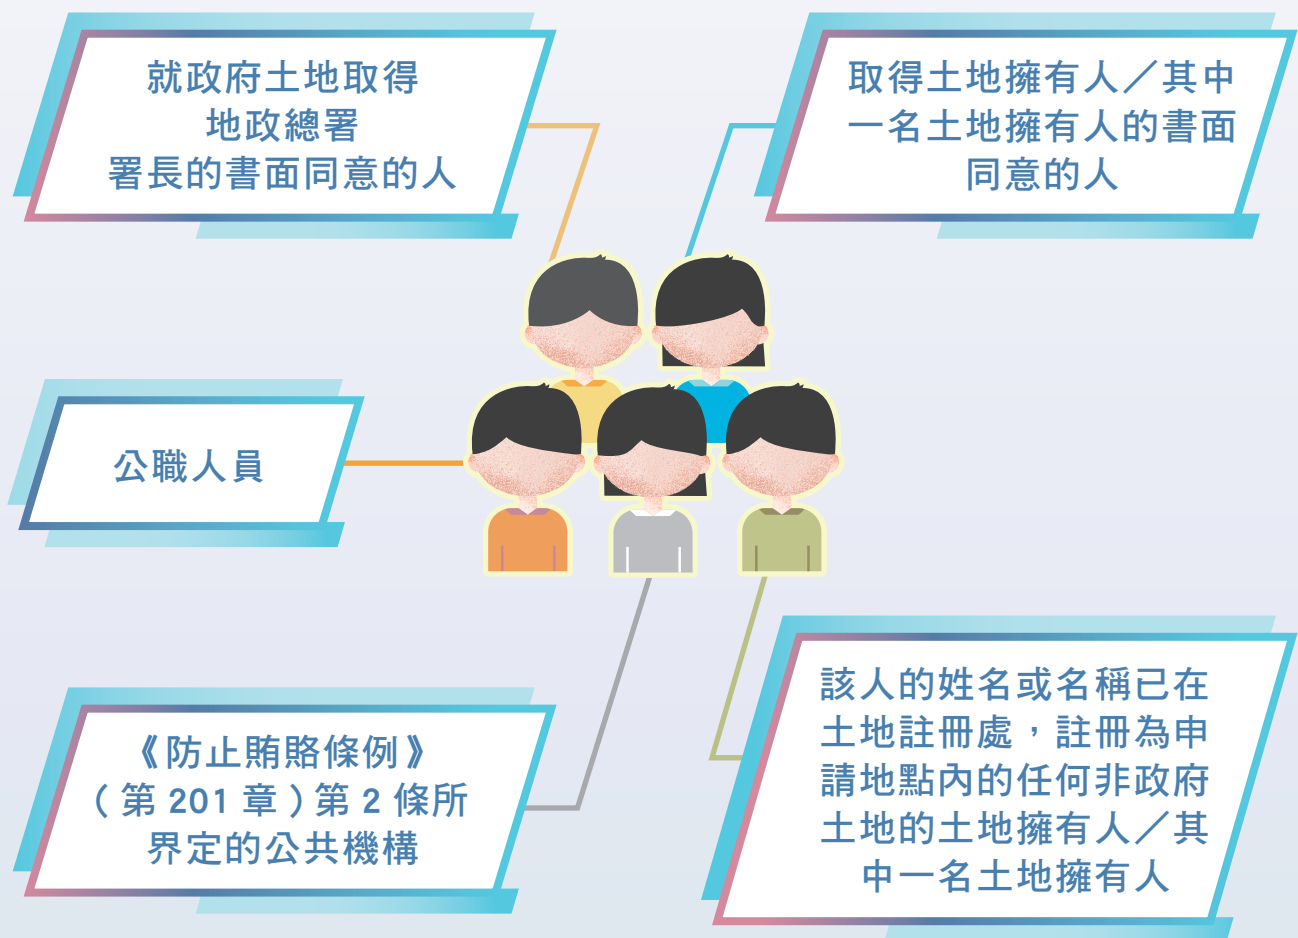 就政府土地取得
地政總署
署長的書面同意的人
取得土地擁有人／其中
一名土地擁有人的書面
同意的人
公職人員
《防止賄賂條例》
（第 201 章）第 2 條所
界定的公共機構
該人的姓名或名稱已在
土地註冊處，註冊為申
請地點內的任何非政府
土地的土地擁有人／其
中一名土地擁有人